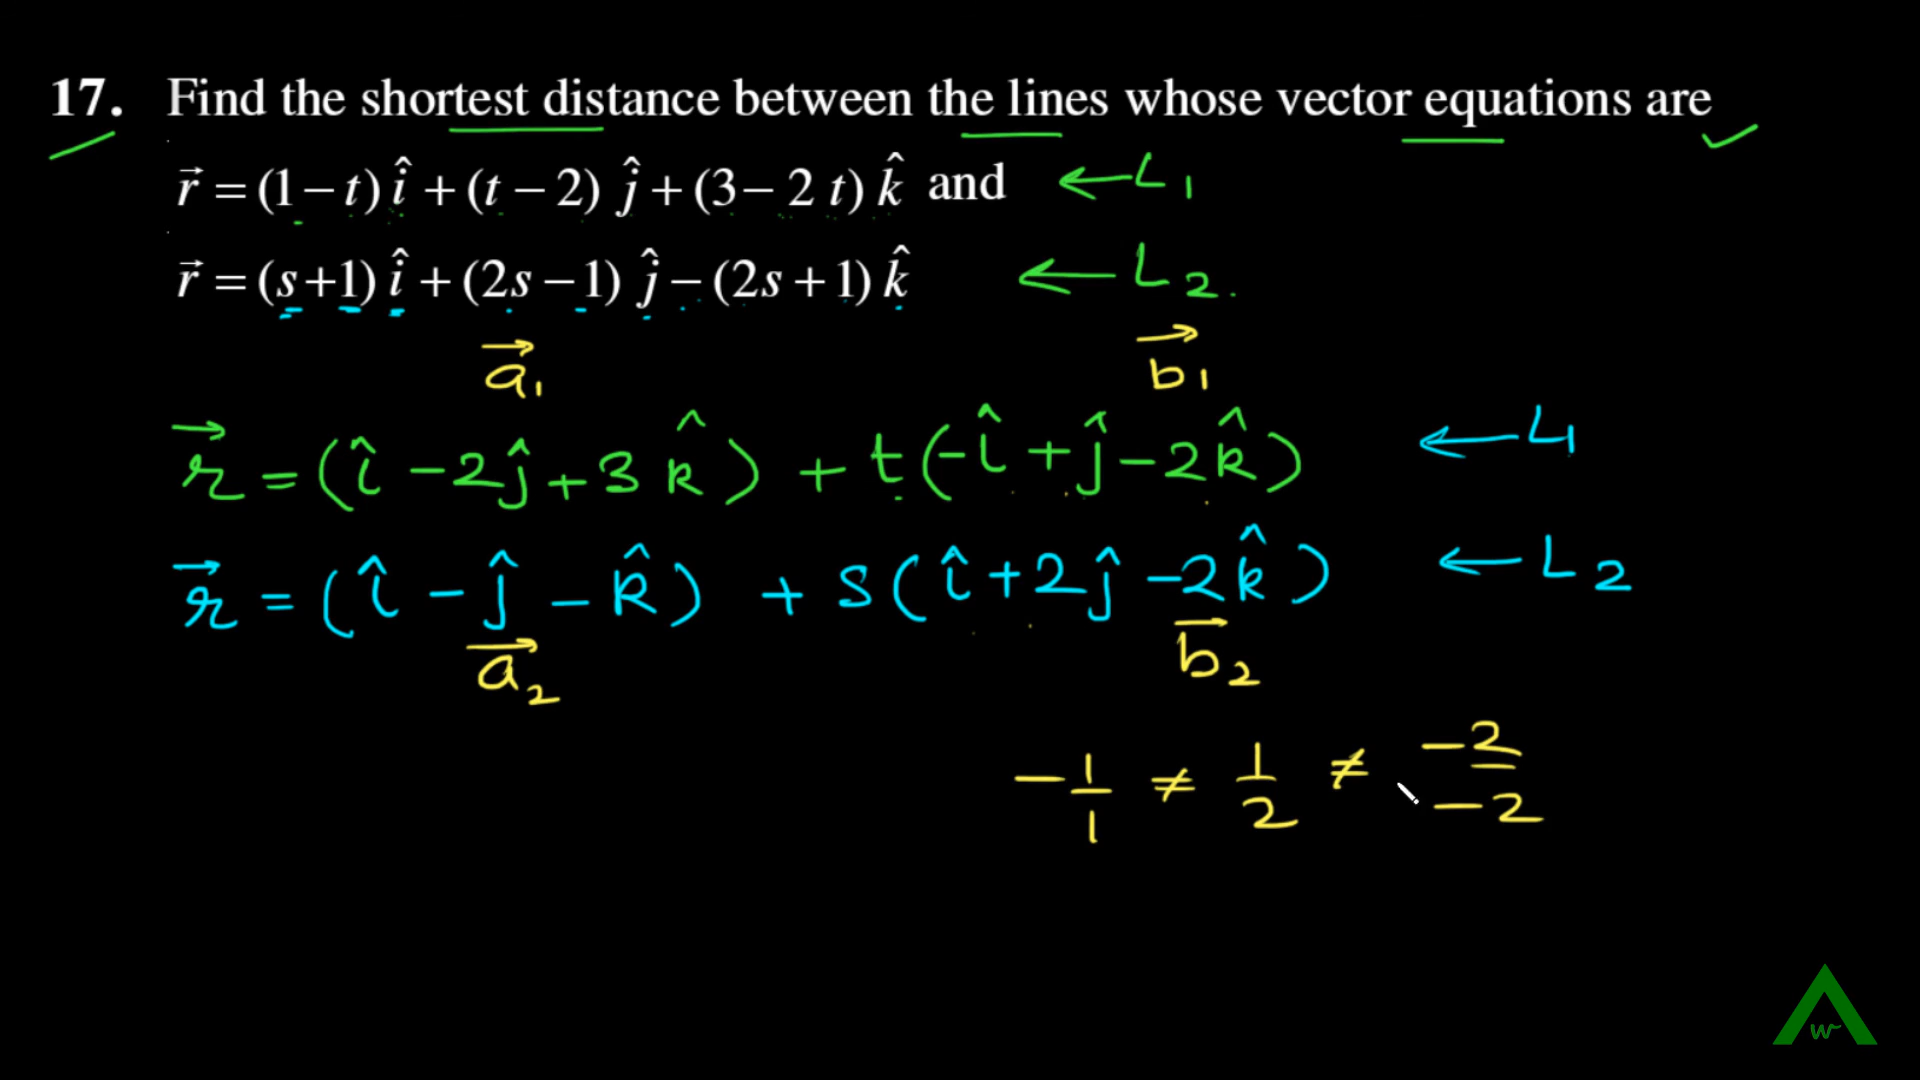 17. Find the shortest distance between the lines whose vector equations are
r⃗ = (1 − t) î + (t − 2) ĵ + (3 − 2 t) k̂ and ← L₁
r⃗ = (s+1) î + (2s − 1) ĵ − (2s + 1) k̂ ← L₂.
a⃗₁ b⃗₁
r⃗ = (î − 2ĵ + 3k̂) + t(−î + ĵ − 2k̂) ← L₁
r⃗ = (î − ĵ − k̂) + s(î + 2ĵ − 2k̂) ← L₂
a⃗₂ b⃗₂
−1/1 ≠ 1/2 ≠ −2/−2
w